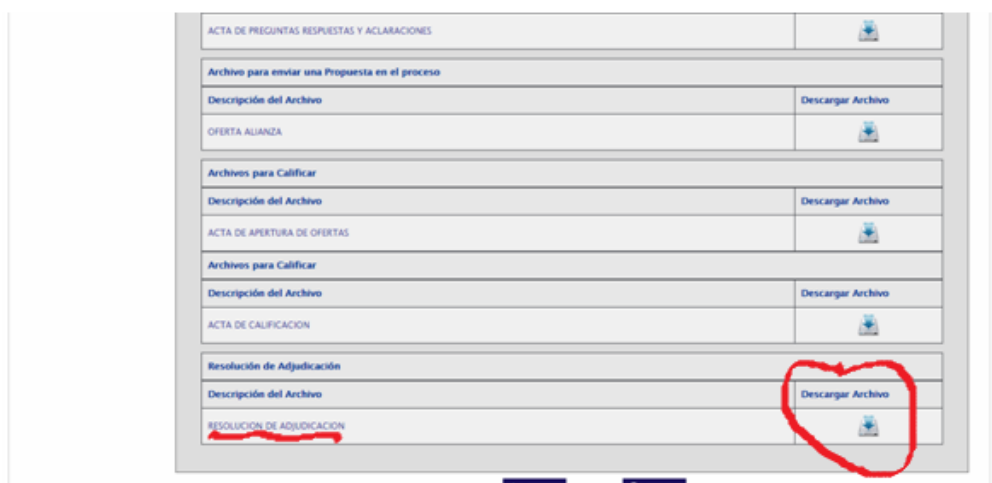 ACTA DE PREGUNTAS RESPUESTAS Y ACLARACIONES
Archivo para enviar una Propuesta en el proceso
Descripción del Archivo Descargar Archivo
OFERTA ALIANZA
Archivos para Calificar
Descripción del Archivo Descargar Archivo
ACTA DE APERTURA DE OFERTAS
Archivos para Calificar
Descripción del Archivo Descargar Archivo
ACTA DE CALIFICACION
Resolución de Adjudicación
Descripción del Archivo Descargar Archivo
RESOLUCION DE ADJUDICACION